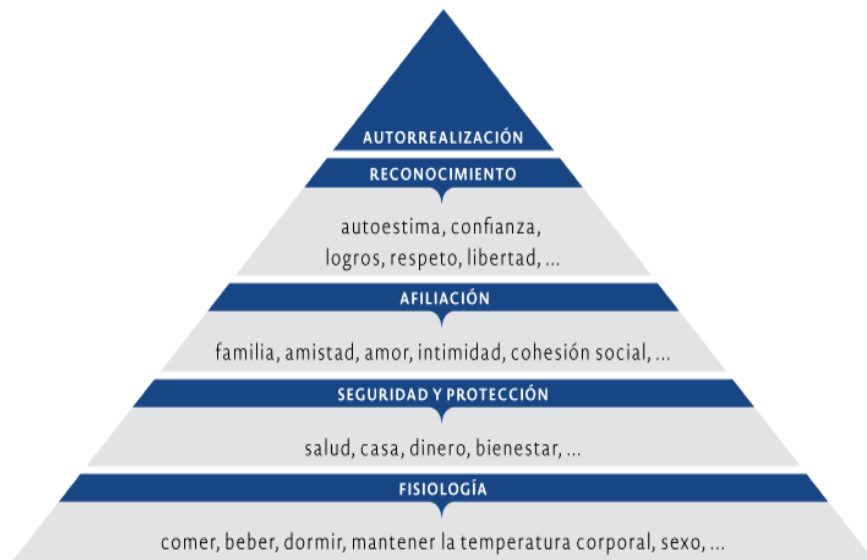 AUTORREALIZACIÓN
RECONOCIMIENTO
autoestima, confianza,
logros, respeto, libertad, ...
AFILIACIÓN
familia, amistad, amor, intimidad, cohesión social, ...
SEGURIDAD Y PROTECCIÓN
salud, casa, dinero, bienestar, ...
FISIOLOGÍA
comer, beber, dormir, mantener la temperatura corporal, sexo, ...